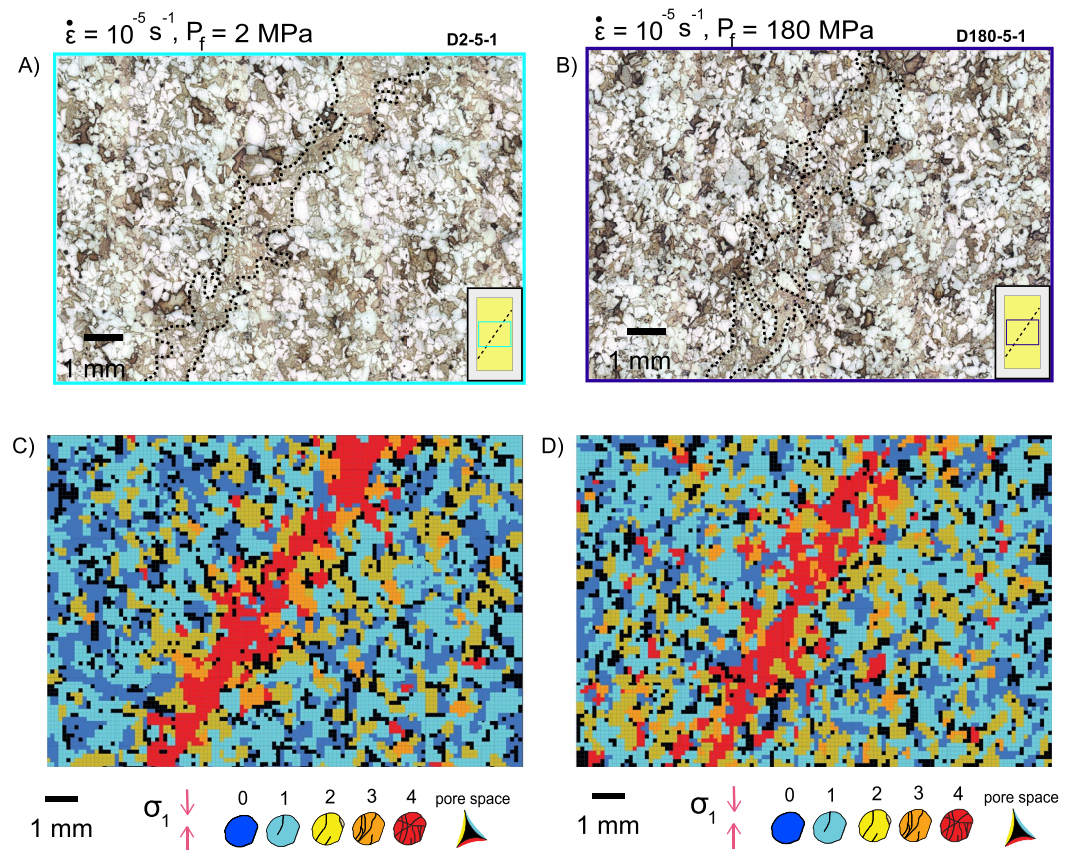 ε̇ = 10⁻⁵ s⁻¹, P_f = 2 MPa
D2-5-1
ε̇ = 10⁻⁵ s⁻¹, P_f = 180 MPa
D180-5-1
A)
1 mm
B)
1 mm
C)
D)
1 mm
σ₁
0 1 2 3 4 pore space
1 mm
σ₁
0 1 2 3 4 pore space